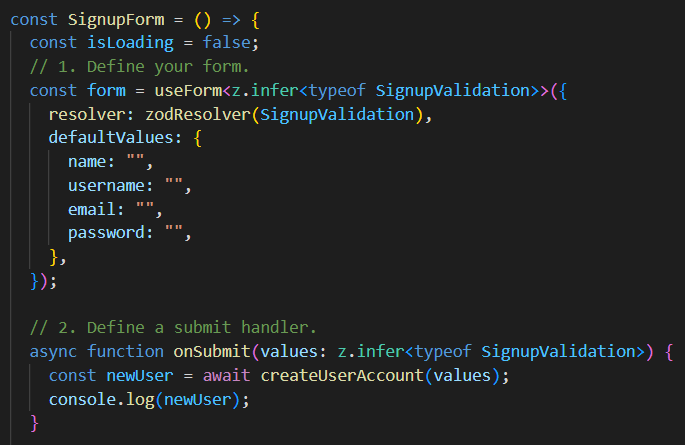 const SignupForm = () => {
  const isLoading = false;
  // 1. Define your form.
  const form = useForm<z.infer<typeof SignupValidation>>({
    resolver: zodResolver(SignupValidation),
    defaultValues: {
      name: "",
      username: "",
      email: "",
      password: "",
    },
  });

  // 2. Define a submit handler.
  async function onSubmit(values: z.infer<typeof SignupValidation>) {
    const newUser = await createUserAccount(values);
    console.log(newUser);
  }